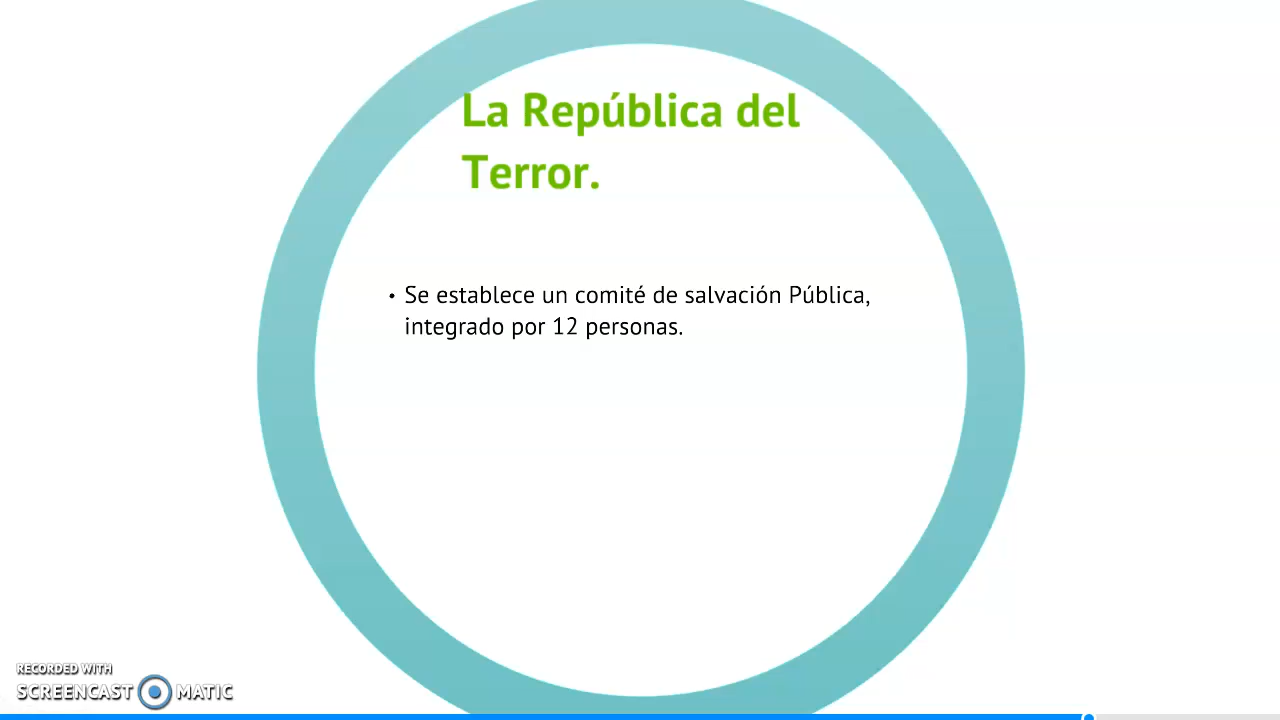 La República del
Terror.
• Se establece un comité de salvación Pública,
integrado por 12 personas.
RECORDED WITH
SCREENCAST MATIC